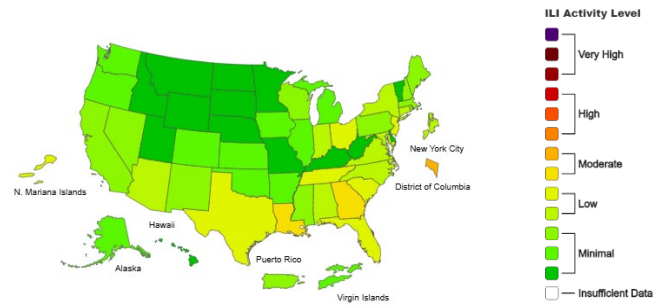 ILI Activity Level
Very High
High
Moderate
Low
Minimal
Insufficient Data
New York City
District of Columbia
N. Mariana Islands
Hawaii
Alaska
Puerto Rico
Virgin Islands